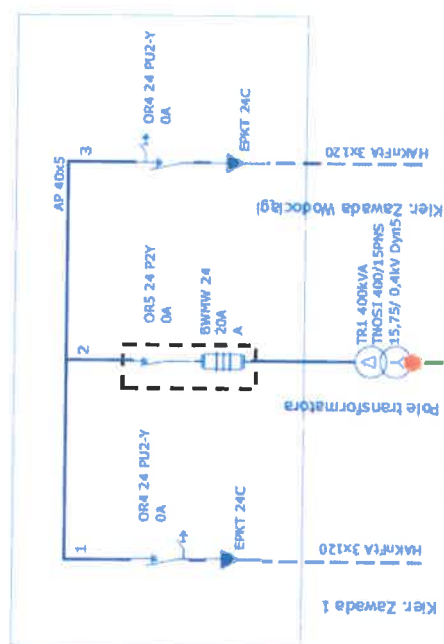 AP 40x5
1
2
3
OR4 24 PU2-Y
0A
EPKT 24C
HAKnFtA 3x120
Kier. Zawada 1
OR5 24 P2Y
0A
BWMW 24
20A
A
TR1 400kVA
TNOSI 400/15PNS
15,75/ 0,4kV Dyn5
Pole transformatora
OR4 24 PU2-Y
0A
EPKT 24C
HAKnFtA 3x120
Kier. Zawada Wodociągi